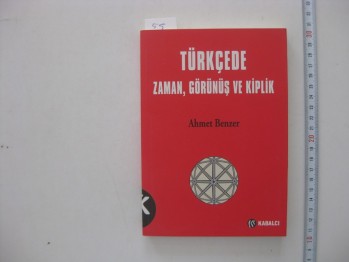 TÜRKÇEDE
ZAMAN, GÖRÜNÜŞ VE KİPLİK
Ahmet Benzer
K
KABALCI